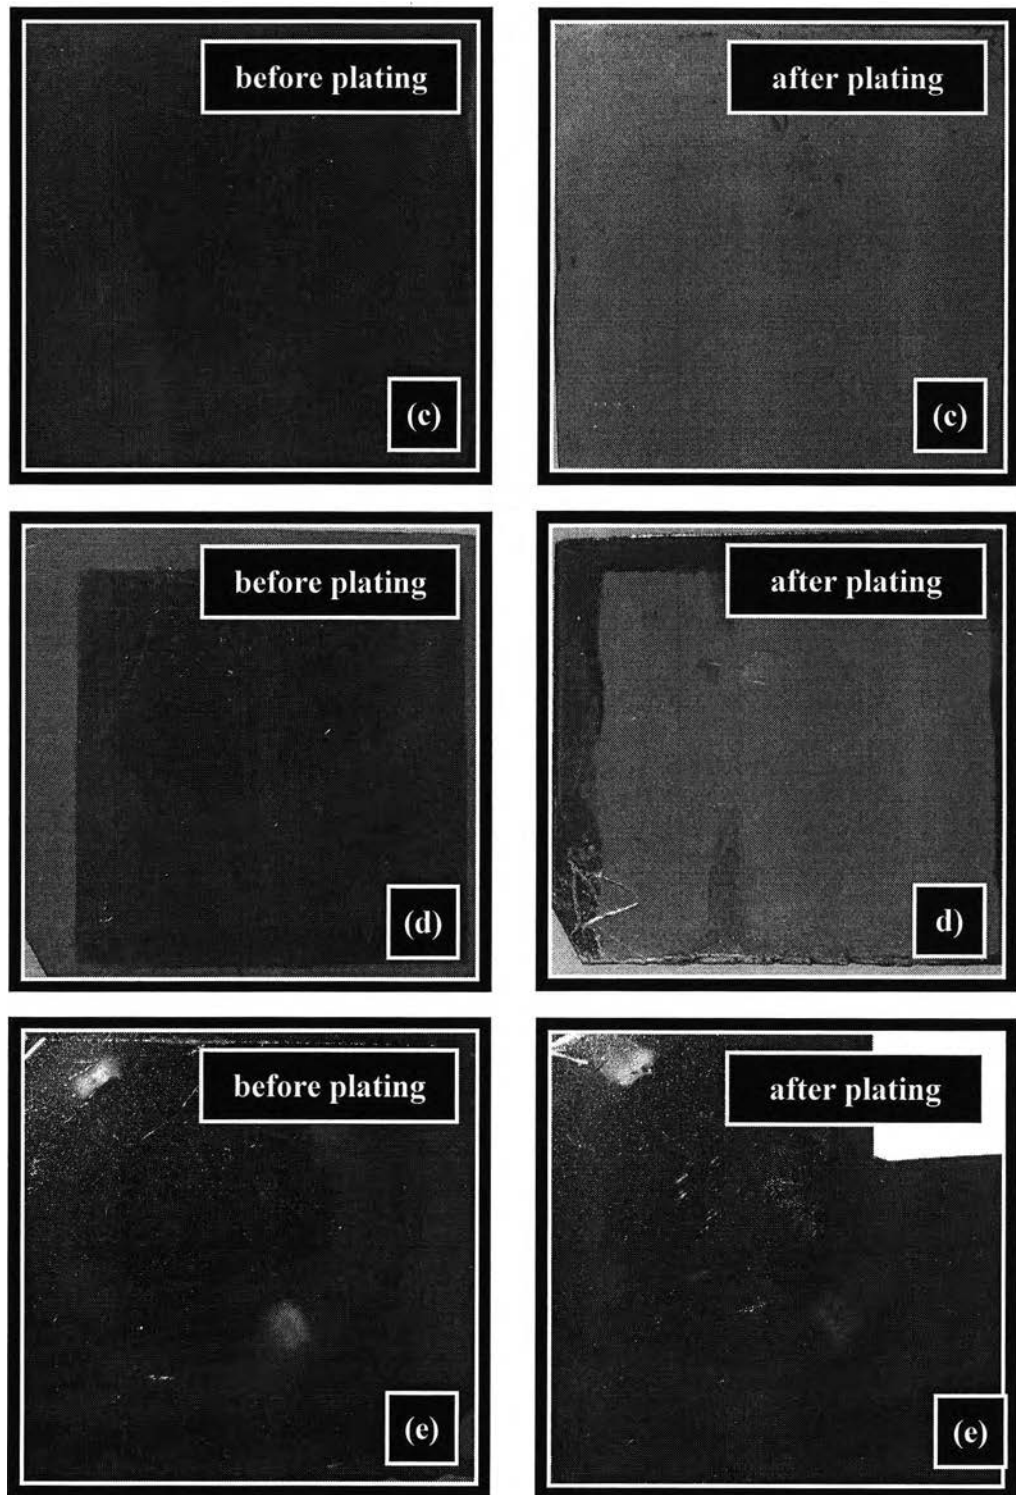 before plating
after plating
(c)
(c)
before plating
after plating
(d)
d)
before plating
after plating
(e)
(e)